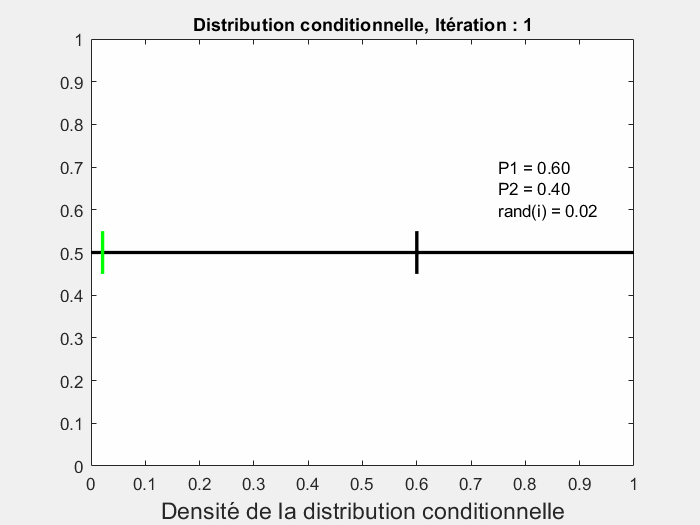 Distribution conditionnelle, Itération : 1
1
0.9
0.8
0.7
0.6
0.5
0.4
0.3
0.2
0.1
0
P1 = 0.60
P2 = 0.40
rand(i) = 0.02
0 0.1 0.2 0.3 0.4 0.5 0.6 0.7 0.8 0.9 1
Densité de la distribution conditionnelle